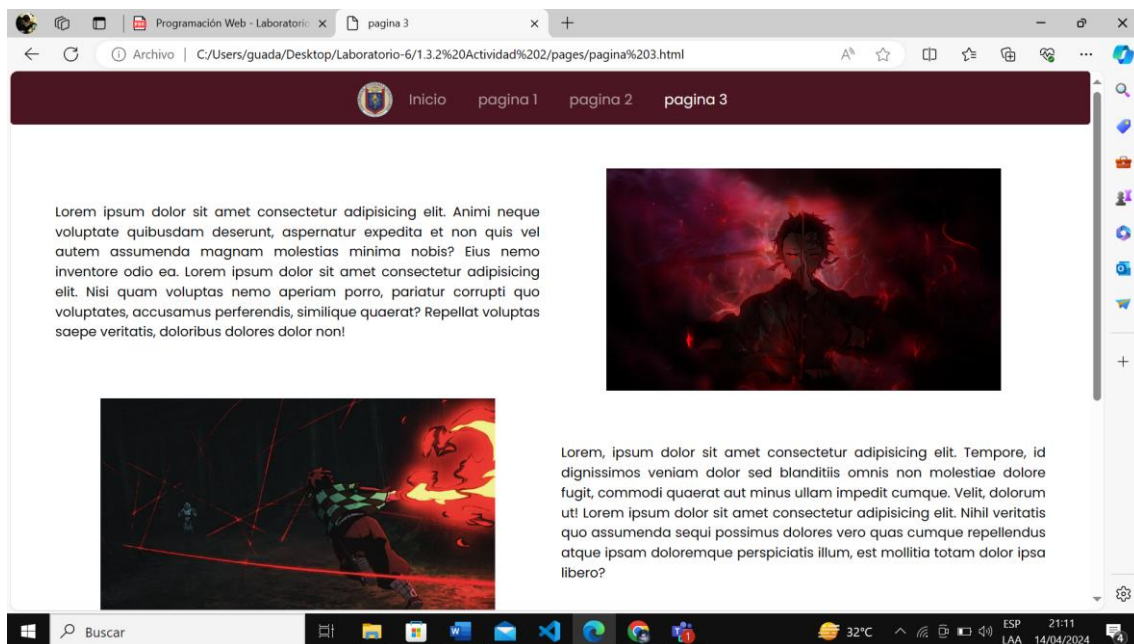 Programación Web - Laboratorio
pagina 3
Archivo | C:/Users/guada/Desktop/Laboratorio-6/1.3.2%20Actividad%202/pages/pagina%203.html
Inicio pagina 1 pagina 2 pagina 3
Lorem ipsum dolor sit amet consectetur adipisicing elit. Animi neque
voluptate quibusdam deserunt, aspernatur expedita et non quis vel
autem assumenda magnam molestias minima nobis? Eius nemo
inventore odio ea. Lorem ipsum dolor sit amet consectetur adipisicing
elit. Nisi quam voluptas nemo aperiam porro, pariatur corrupti quo
voluptates, accusamus perferendis, similique quaerat? Repellat voluptas
saepe veritatis, doloribus dolores dolor non!
Lorem, ipsum dolor sit amet consectetur adipisicing elit. Tempore, id
dignissimos veniam dolor sed blanditiis omnis non molestiae dolore
fugit, commodi quaerat aut minus ullam impedit cumque. Velit, dolorum
ut! Lorem ipsum dolor sit amet consectetur adipisicing elit. Nihil veritatis
quo assumenda sequi possimus dolores vero quas cumque repellendus
atque ipsam doloremque perspiciatis illum, est mollitia totam dolor ipsa
libero?
Buscar
32°C
ESP
LAA
21:11
14/04/2024